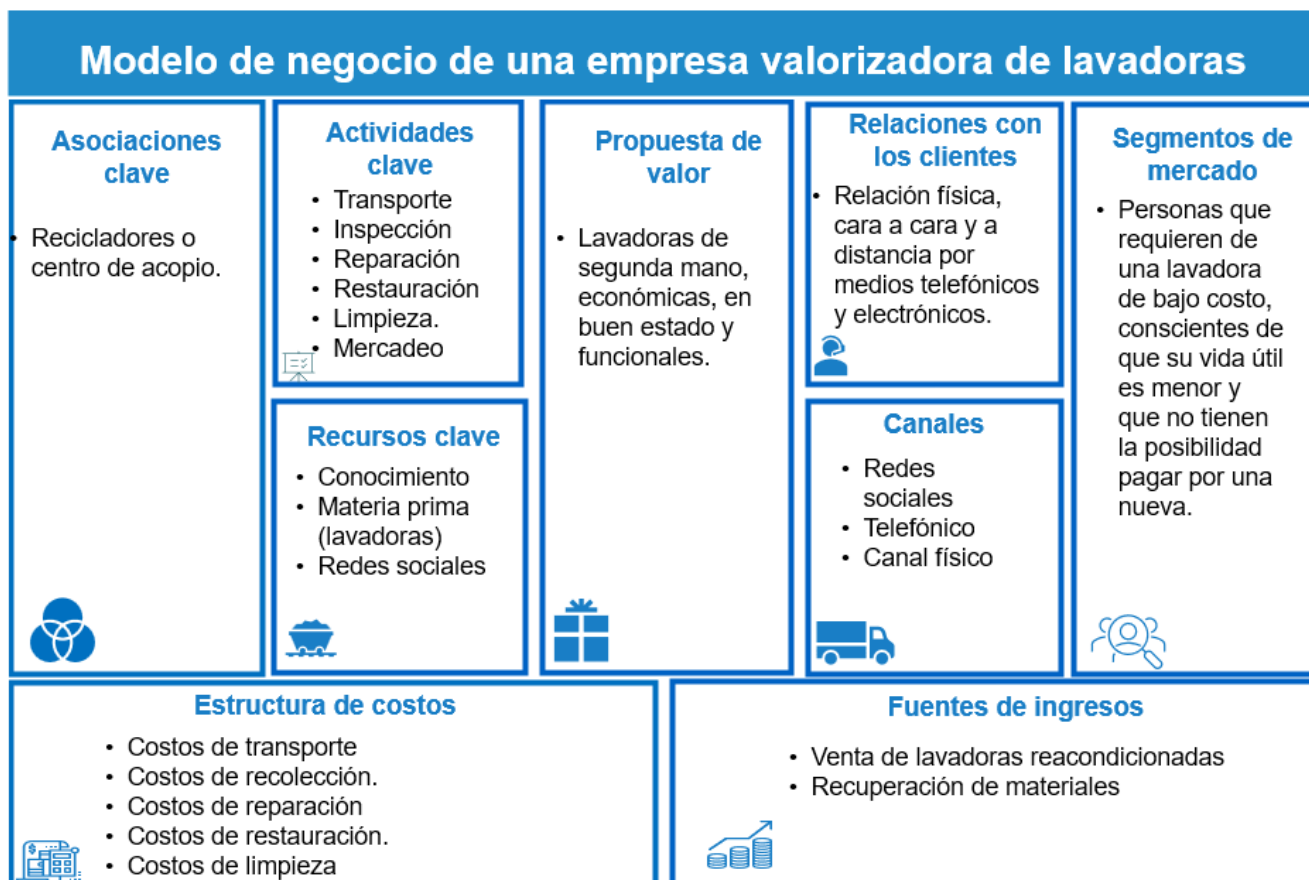 Modelo de negocio de una empresa valorizadora de lavadoras
Asociaciones
clave
• Recicladores o
centro de acopio.
Actividades
clave
• Transporte
• Inspección
• Reparación
• Restauración
• Limpieza.
• Mercadeo
Recursos clave
• Conocimiento
• Materia prima
(lavadoras)
• Redes sociales
Propuesta de
valor
• Lavadoras de
segunda mano,
económicas, en
buen estado y
funcionales.
Relaciones con
los clientes
• Relación física,
cara a cara y a
distancia por
medios telefónicos
y electrónicos.
Canales
• Redes
sociales
• Telefónico
• Canal físico
Segmentos de
mercado
• Personas que
requieren de
una lavadora
de bajo costo,
conscientes de
que su vida útil
es menor y
que no tienen
la posibilidad
pagar por una
nueva.
Estructura de costos
• Costos de transporte
• Costos de recolección.
• Costos de reparación
• Costos de restauración.
• Costos de limpieza
Fuentes de ingresos
• Venta de lavadoras reacondicionadas
• Recuperación de materiales